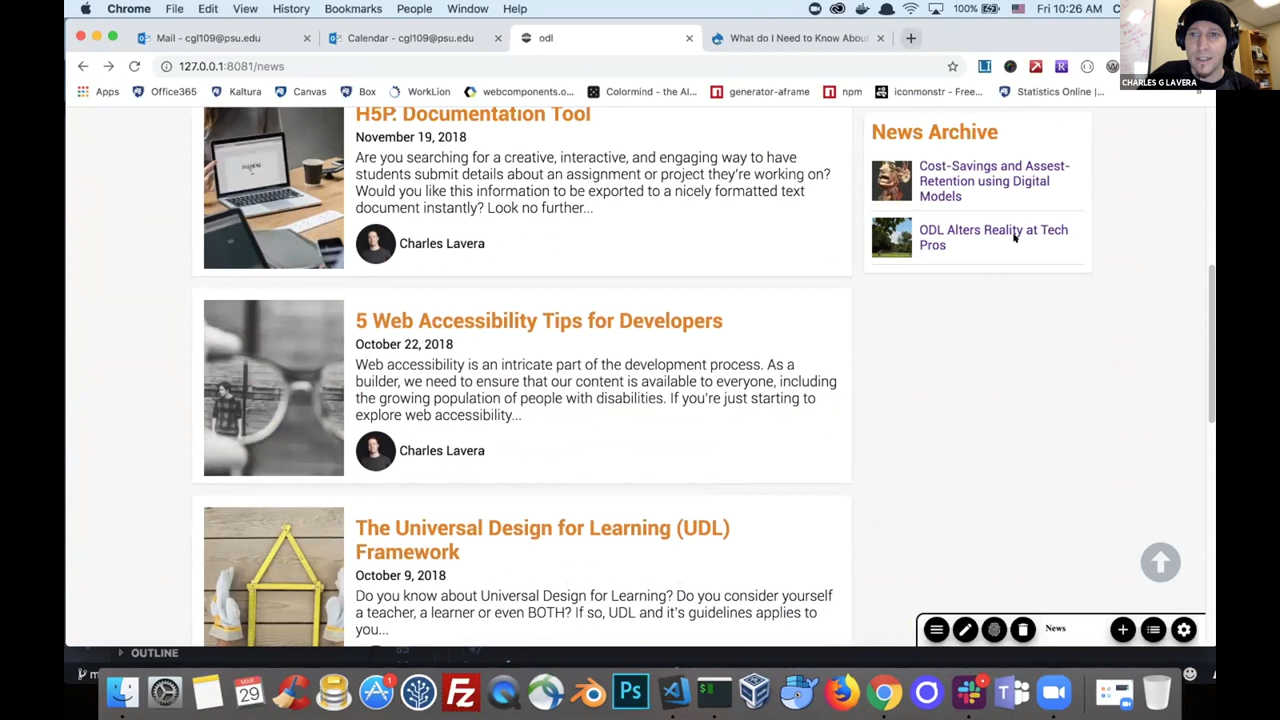 Chrome File Edit View History Bookmarks People Window Help 100% Fri 10:26 AM
Mail - cgl109@psu.edu Calendar - cgl109@psu.edu odl What do I Need to Know About
127.0.0.1:8081/news
Apps Office365 Kaltura Canvas Box WorkLion webcomponents.o... Colormind - the AI... generator-aframe npm iconmonstr - Free... Statistics Online |...
CHARLES G LAVERA
H5P: Documentation Tool
November 19, 2018
Are you searching for a creative, interactive, and engaging way to have
students submit details about an assignment or project they're working on?
Would you like this information to be exported to a nicely formatted text
document instantly? Look no further...
Charles Lavera
5 Web Accessibility Tips for Developers
October 22, 2018
Web accessibility is an intricate part of the development process. As a
builder, we need to ensure that our content is available to everyone, including
the growing population of people with disabilities. If you're just starting to
explore web accessibility...
Charles Lavera
The Universal Design for Learning (UDL)
Framework
October 9, 2018
Do you know about Universal Design for Learning? Do you consider yourself
a teacher, a learner or even BOTH? If so, UDL and it's guidelines applies to
you...
News Archive
Cost-Savings and Assest-
Retention using Digital
Models
ODL Alters Reality at Tech
Pros
News
OUTLINE
85
*/
MAR
29
1
Fz
Ps